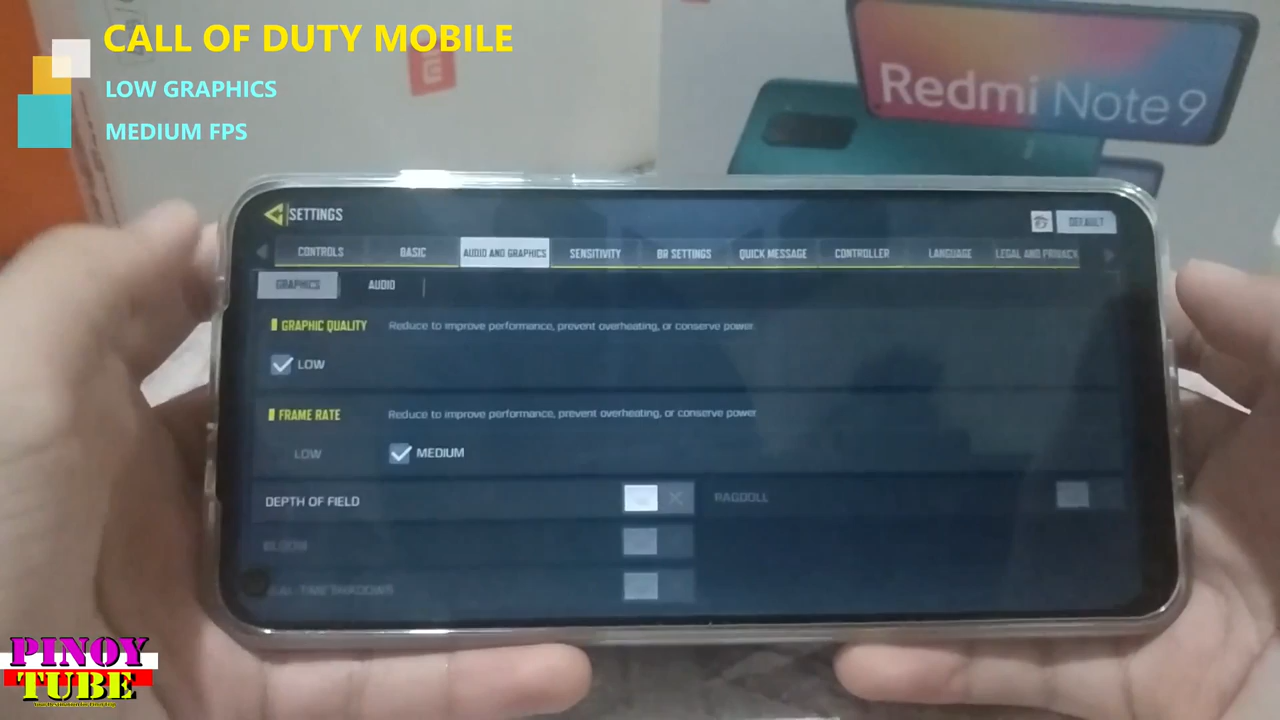 CALL OF DUTY MOBILE
LOW GRAPHICS
MEDIUM FPS
Redmi Note 9
SETTINGS
DEFAULT
CONTROLS BASIC AUDIO AND GRAPHICS SENSITIVITY BR SETTINGS QUICK MESSAGE CONTROLLER LANGUAGE LEGAL AND PRIVACY
GRAPHICS AUDIO
GRAPHIC QUALITY Reduce to improve performance, prevent overheating, or conserve power.
LOW
FRAME RATE Reduce to improve performance, prevent overheating, or conserve power
LOW MEDIUM
DEPTH OF FIELD RAGDOLL
BLOOM
PINOY
TUBE